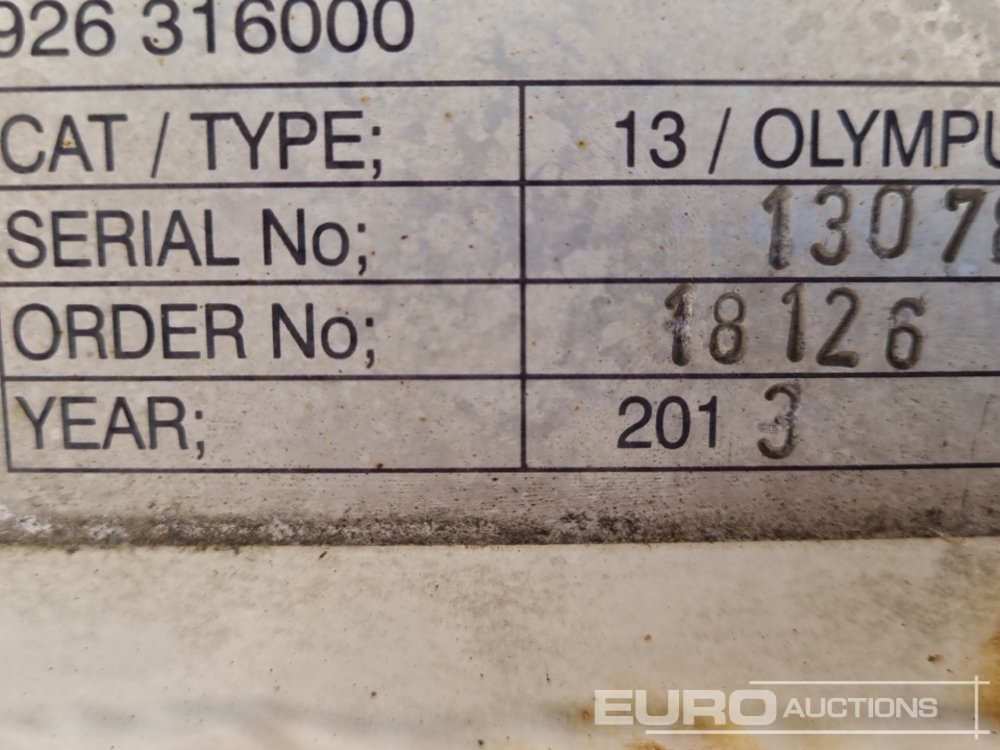 926 316000
CAT / TYPE; 13 / OLYMPU
SERIAL No; 1307
ORDER No; 18126
YEAR; 2013
EURO AUCTIONS